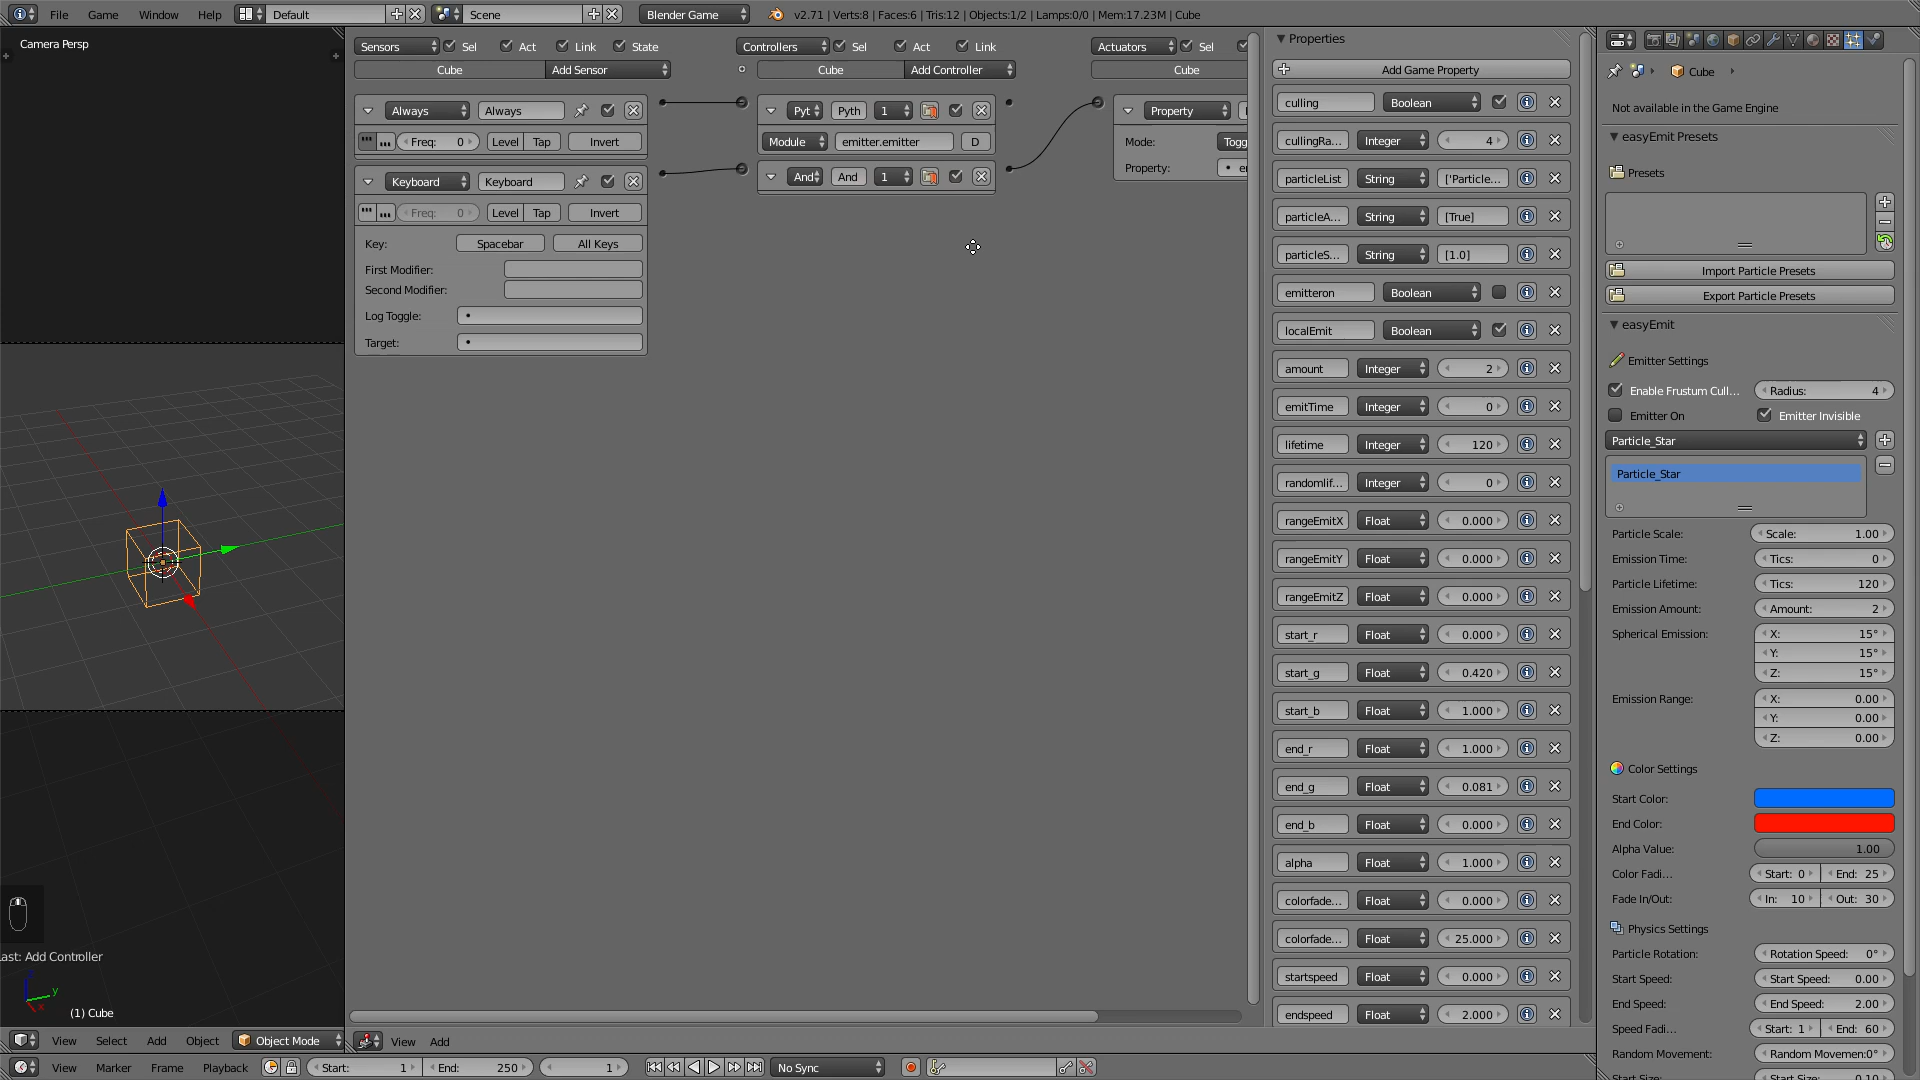 File Game Window Help Default Scene Blender Game v2.71 | Verts:8 | Faces:6 | Tris:12 | Objects:1/2 | Lamps:0/0 | Mem:17.23M | Cube
Camera Persp
Sensors Sel Act Link State Controllers Sel Act Link Actuators Sel
Cube Add Sensor Cube Add Controller Cube
Always Always Pyt Pyth 1 Property
Freq: 0 Level Tap Invert Module emitter.emitter D Mode: Togg
Keyboard Keyboard And And 1 Property:
Freq: 0 Level Tap Invert
Key: Spacebar All Keys
First Modifier:
Second Modifier:
Log Toggle:
Target:
Last: Add Controller
y
(1) Cube
View Select Add Object Object Mode View Add
View Marker Frame Playback Start: 1 End: 250 1 No Sync
Properties
Add Game Property
culling Boolean
cullingRa... Integer 4
particleList String ['Particle...
particleA... String [True]
particleS... String [1.0]
emitteron Boolean
localEmit Boolean
amount Integer 2
emitTime Integer 0
lifetime Integer 120
randomlif... Integer 0
rangeEmitX Float 0.000
rangeEmitY Float 0.000
rangeEmitZ Float 0.000
start_r Float 0.000
start_g Float 0.420
start_b Float 1.000
end_r Float 1.000
end_g Float 0.081
end_b Float 0.000
alpha Float 1.000
colorfade... Float 0.000
colorfade... Float 25.000
startspeed Float 0.000
endspeed Float 2.000
Cube
Not available in the Game Engine
easyEmit Presets
Presets
Import Particle Presets
Export Particle Presets
easyEmit
Emitter Settings
Enable Frustum Cull... Radius: 4
Emitter On Emitter Invisible
Particle_Star
Particle_Star
Particle Scale: Scale: 1.00
Emission Time: Tics: 0
Particle Lifetime: Tics: 120
Emission Amount: Amount: 2
Spherical Emission: X: 15°
Y: 15°
Z: 15°
Emission Range: X: 0.00
Y: 0.00
Z: 0.00
Color Settings
Start Color:
End Color:
Alpha Value: 1.00
Color Fadi... Start: 0 End: 25
Fade In/Out: In: 10 Out: 30
Physics Settings
Particle Rotation: Rotation Speed: 0°
Start Speed: Start Speed: 0.00
End Speed: End Speed: 2.00
Speed Fadi... Start: 1 End: 60
Random Movement: Random Movemen:0°
Start Size: Start Size: 0.10